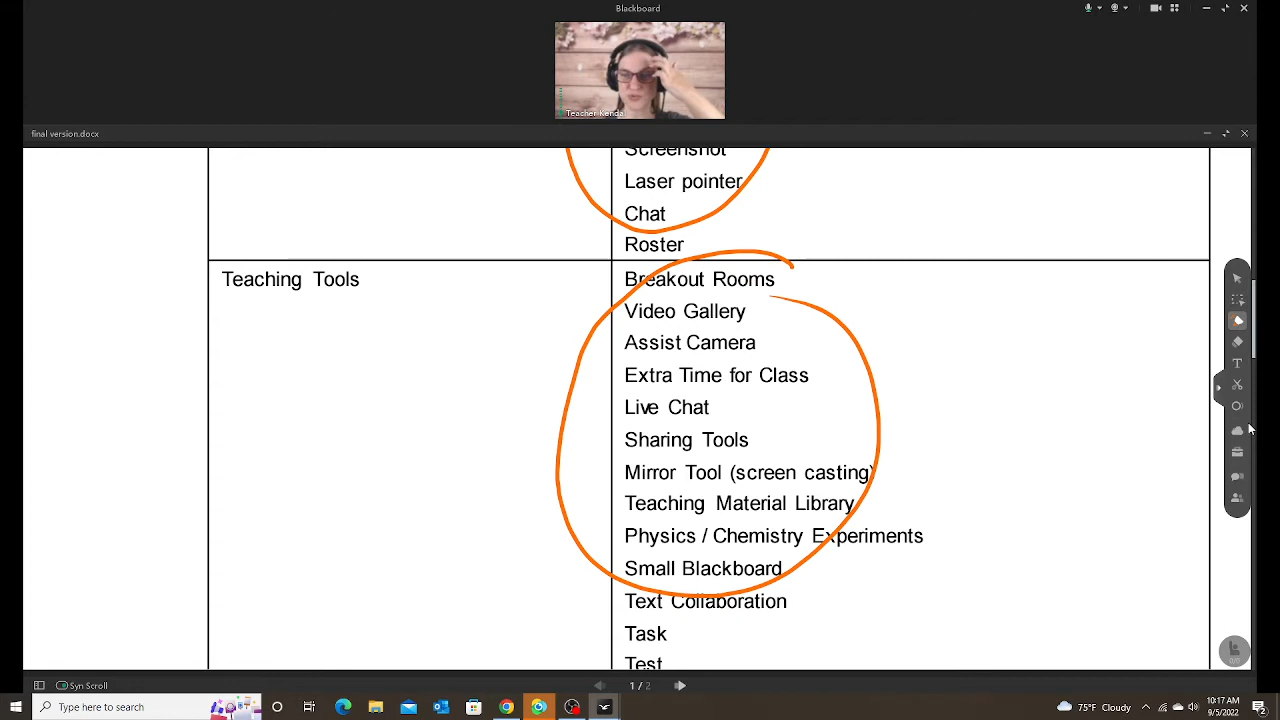 Blackboard
Teacher Kendal
final version.docx
Screenshot
Laser pointer
Chat
Roster
Teaching Tools
Breakout Rooms
Video Gallery
Assist Camera
Extra Time for Class
Live Chat
Sharing Tools
Mirror Tool (screen casting)
Teaching Material Library
Physics / Chemistry Experiments
Small Blackboard
Text Collaboration
Task
Test
0/0
Syn Scroll
1 / 2
Type here to search
75°F Cloudy
10:17 AM
9/5/2022